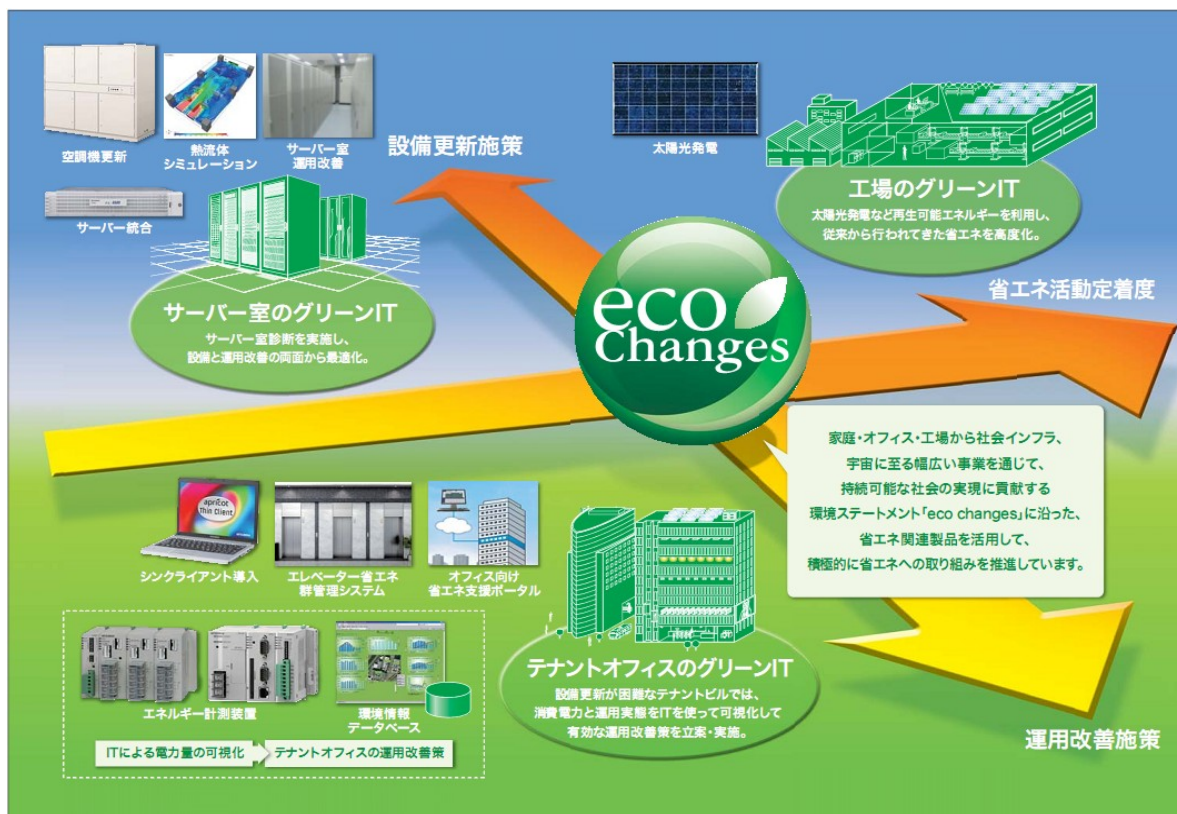 空調機更新
熱流体
シミュレーション
サーバー室
運用改善
設備更新施策
太陽光発電
サーバー統合
工場のグリーンIT
太陽光発電など再生可能エネルギーを利用し、
従来から行われてきた省エネを高度化。
サーバー室のグリーンIT
サーバー室診断を実施し、
設備と運用改善の両面から最適化。
eco
Changes
省エネ活動定着度
家庭・オフィス・工場から社会インフラ、
宇宙に至る幅広い事業を通じて、
持続可能な社会の実現に貢献する
環境ステートメント「eco changes」に沿った、
省エネ関連製品を活用して、
積極的に省エネへの取り組みを推進しています。
apricot
Thin Client
シンクライアント導入
エレベーター省エネ
群管理システム
オフィス向け
省エネ支援ポータル
エネルギー計測装置
環境情報
データベース
ITによる電力量の可視化
テナントオフィスの運用改善策
テナントオフィスのグリーンIT
設備更新が困難なテナントビルでは、
消費電力と運用実態をITを使って可視化して
有効な運用改善策を立案・実施。
運用改善施策